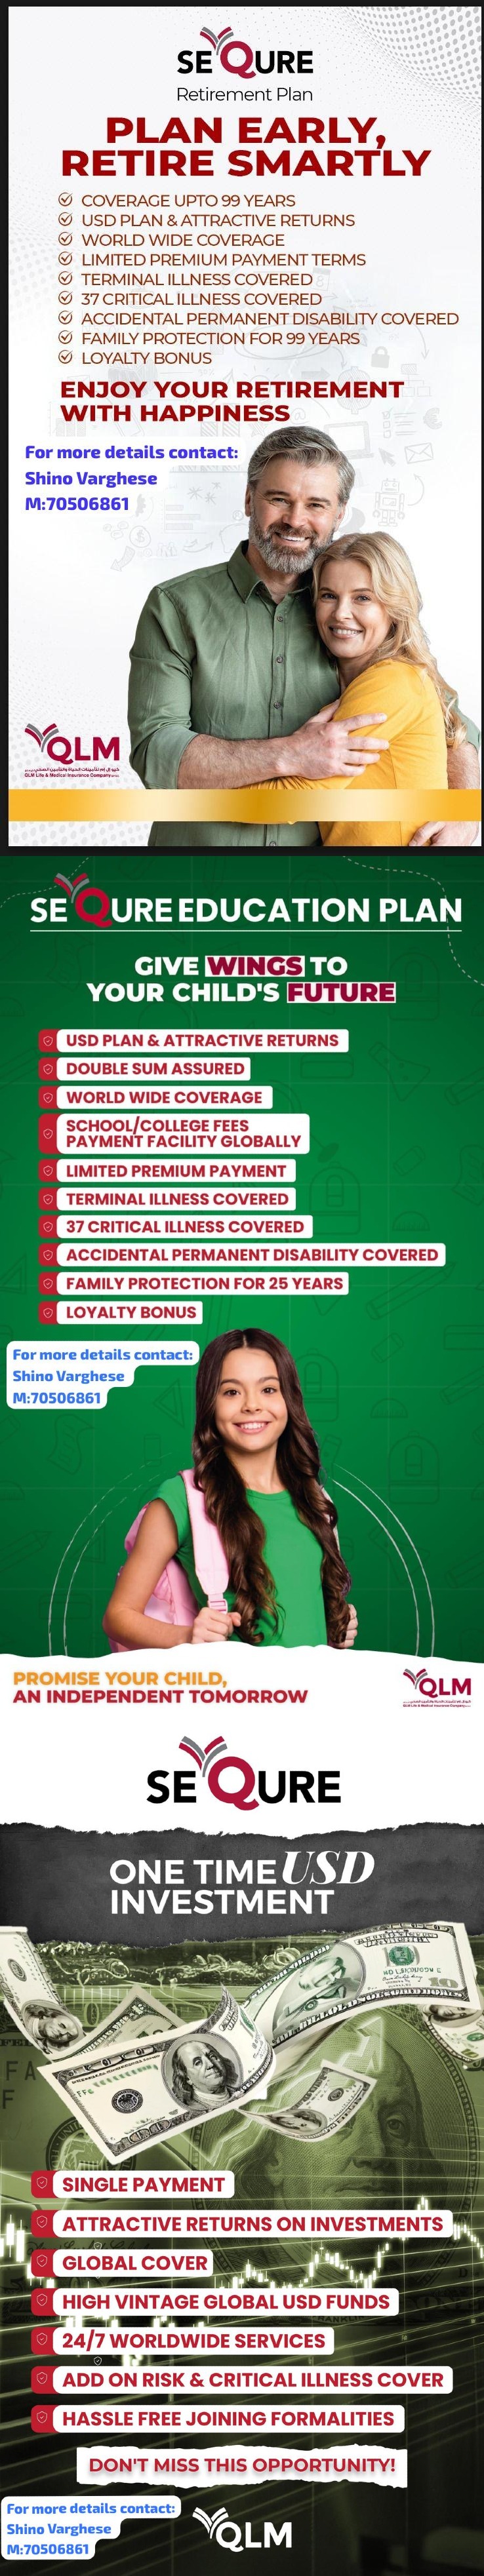 SEQURE
Retirement Plan
PLAN EARLY,
RETIRE SMARTLY
COVERAGE UPTO 99 YEARS
USD PLAN & ATTRACTIVE RETURNS
WORLD WIDE COVERAGE
LIMITED PREMIUM PAYMENT TERMS
TERMINAL ILLNESS COVERED
37 CRITICAL ILLNESS COVERED
ACCIDENTAL PERMANENT DISABILITY COVERED
FAMILY PROTECTION FOR 99 YEARS
LOYALTY BONUS
ENJOY YOUR RETIREMENT
WITH HAPPINESS
For more details contact:
Shino Varghese
M:70506861
QLM
QLM Life & Medical Insurance Company
SEQURE EDUCATION PLAN
GIVE WINGS TO
YOUR CHILD'S FUTURE
USD PLAN & ATTRACTIVE RETURNS
DOUBLE SUM ASSURED
WORLD WIDE COVERAGE
SCHOOL/COLLEGE FEES
PAYMENT FACILITY GLOBALLY
LIMITED PREMIUM PAYMENT
TERMINAL ILLNESS COVERED
37 CRITICAL ILLNESS COVERED
ACCIDENTAL PERMANENT DISABILITY COVERED
FAMILY PROTECTION FOR 25 YEARS
LOYALTY BONUS
For more details contact:
Shino Varghese
M:70506861
PROMISE YOUR CHILD,
AN INDEPENDENT TOMORROW
QLM
QLM Life & Medical Insurance Company
SEQURE
ONE TIME USD
INVESTMENT
SINGLE PAYMENT
ATTRACTIVE RETURNS ON INVESTMENTS
GLOBAL COVER
HIGH VINTAGE GLOBAL USD FUNDS
24/7 WORLDWIDE SERVICES
ADD ON RISK & CRITICAL ILLNESS COVER
HASSLE FREE JOINING FORMALITIES
DON'T MISS THIS OPPORTUNITY!
For more details contact:
Shino Varghese
M:70506861
QLM